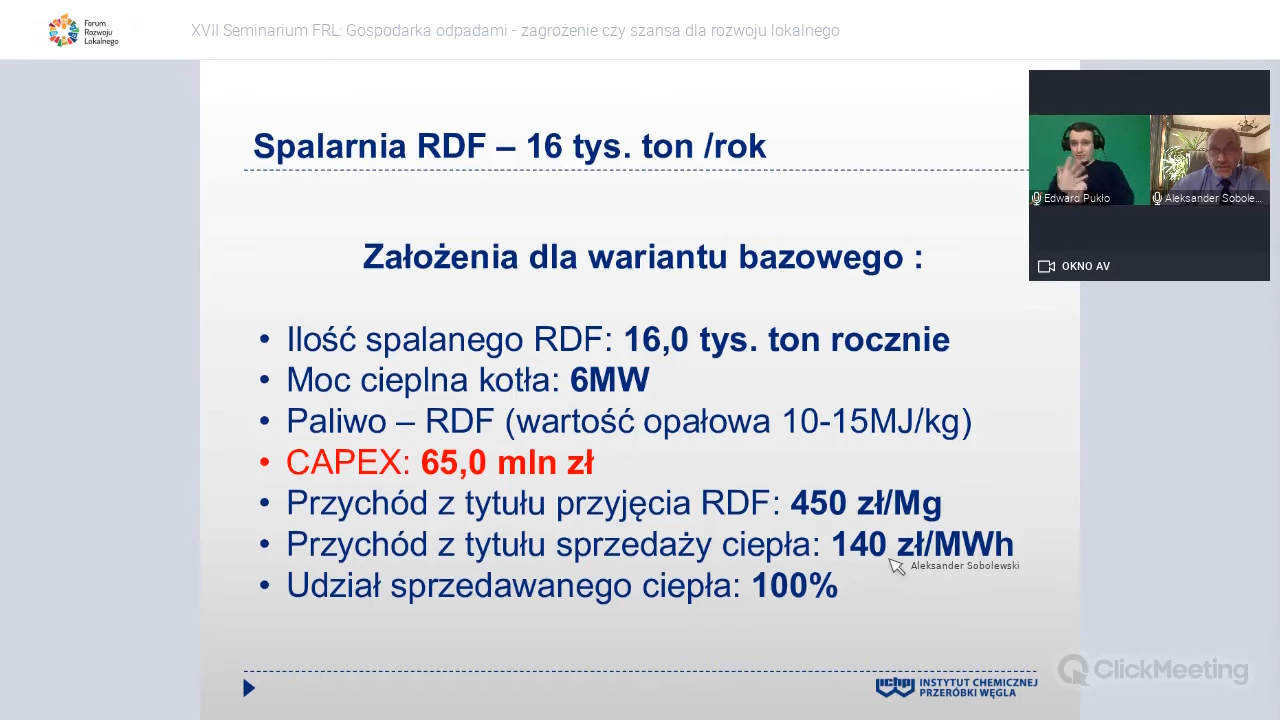 Forum
Rozwoju
Lokalnego
XVII Seminarium FRL: Gospodarka odpadami - zagrożenie czy szansa dla rozwoju lokalnego
Spalarnia RDF – 16 tys. ton /rok
Edward Pukło
Aleksander Sobole...
OKNO AV
Założenia dla wariantu bazowego :
• Ilość spalanego RDF: 16,0 tys. ton rocznie
• Moc cieplna kotła: 6MW
• Paliwo – RDF (wartość opałowa 10-15MJ/kg)
• CAPEX: 65,0 mln zł
• Przychód z tytułu przyjęcia RDF: 450 zł/Mg
• Przychód z tytułu sprzedaży ciepła: 140 zł/MWh
Aleksander Sobolewski
• Udział sprzedawanego ciepła: 100%
ichpw
INSTYTUT CHEMICZNEJ
PRZERÓBKI WĘGLA
ClickMeeting